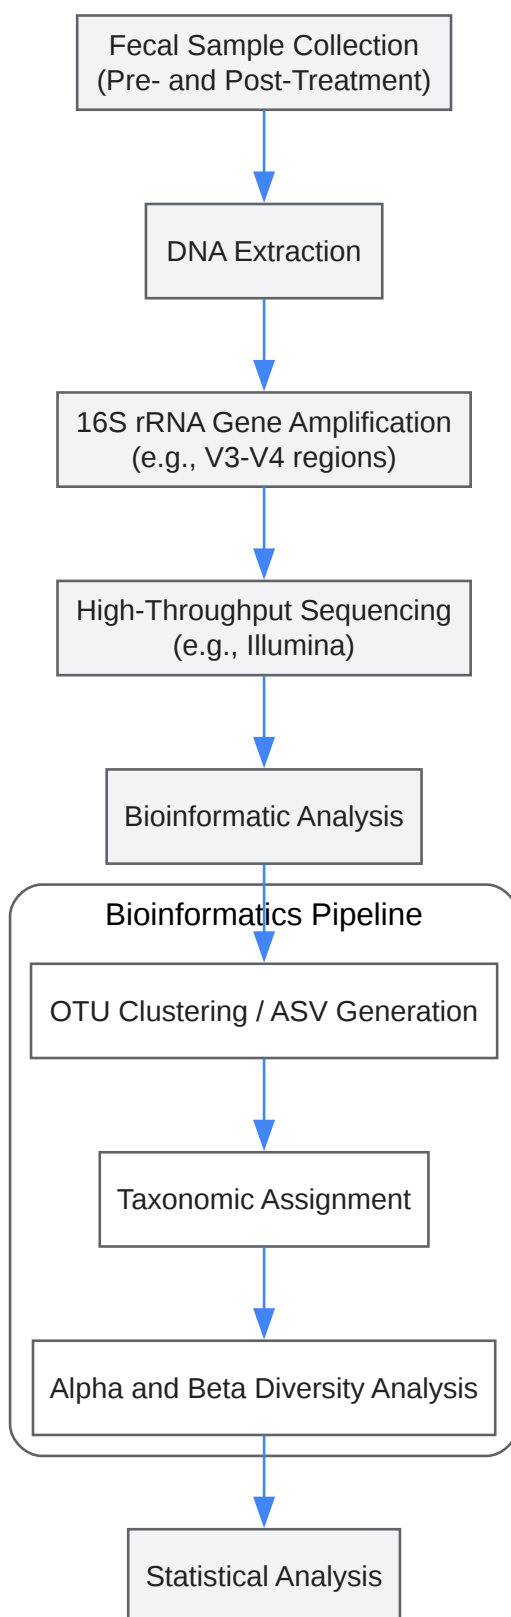 Fecal Sample Collection
(Pre- and Post-Treatment)
DNA Extraction
16S rRNA Gene Amplification
(e.g., V3-V4 regions)
High-Throughput Sequencing
(e.g., Illumina)
Bioinformatic Analysis
Bioinformatics Pipeline
OTU Clustering / ASV Generation
Taxonomic Assignment
Alpha and Beta Diversity Analysis
Statistical Analysis